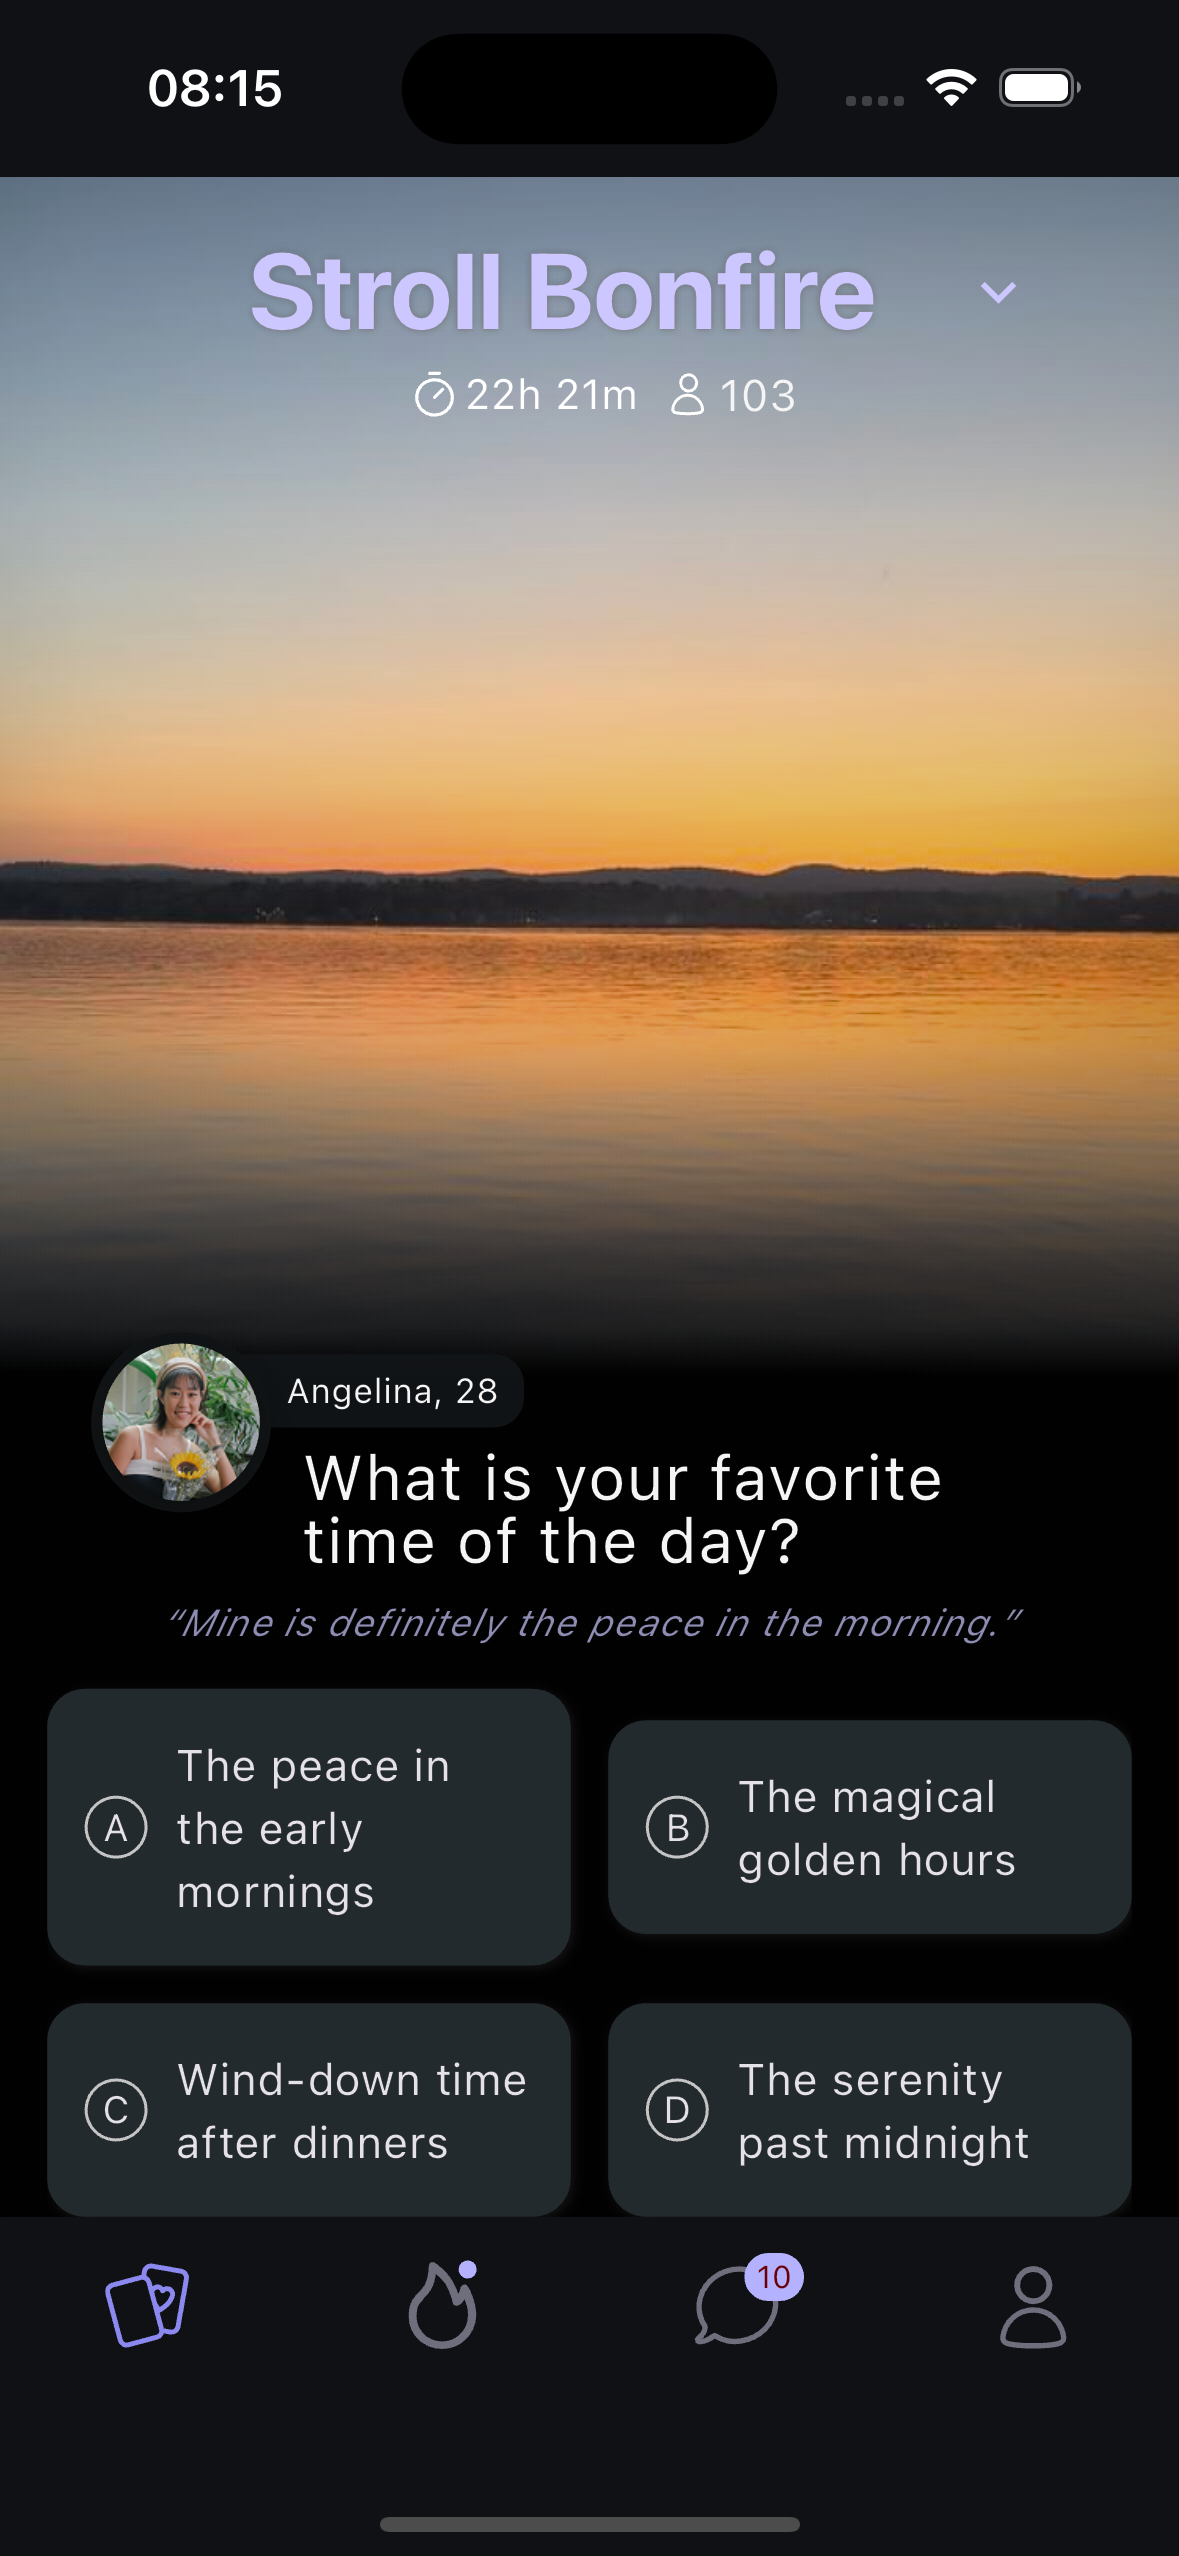 08:15
Stroll Bonfire
22h 21m 103
Angelina, 28
What is your favorite
time of the day?
“Mine is definitely the peace in the morning.”
A The peace in
the early
mornings
B The magical
golden hours
C Wind-down time
after dinners
D The serenity
past midnight
10